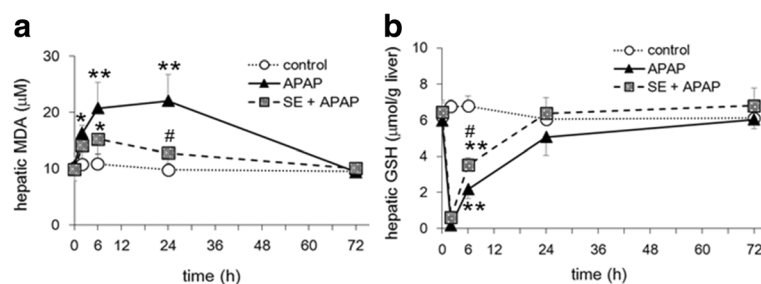 a
hepatic MDA (μM)
30
20
10
0
control
APAP
SE + APAP
**
**
*
*
#
0 6 12 24 36 48 60 72
time (h)
b
hepatic GSH (μmol/g liver)
10
8
6
4
2
0
control
APAP
SE + APAP
#
**
**
0 6 12 24 36 48 60 72
time (h)